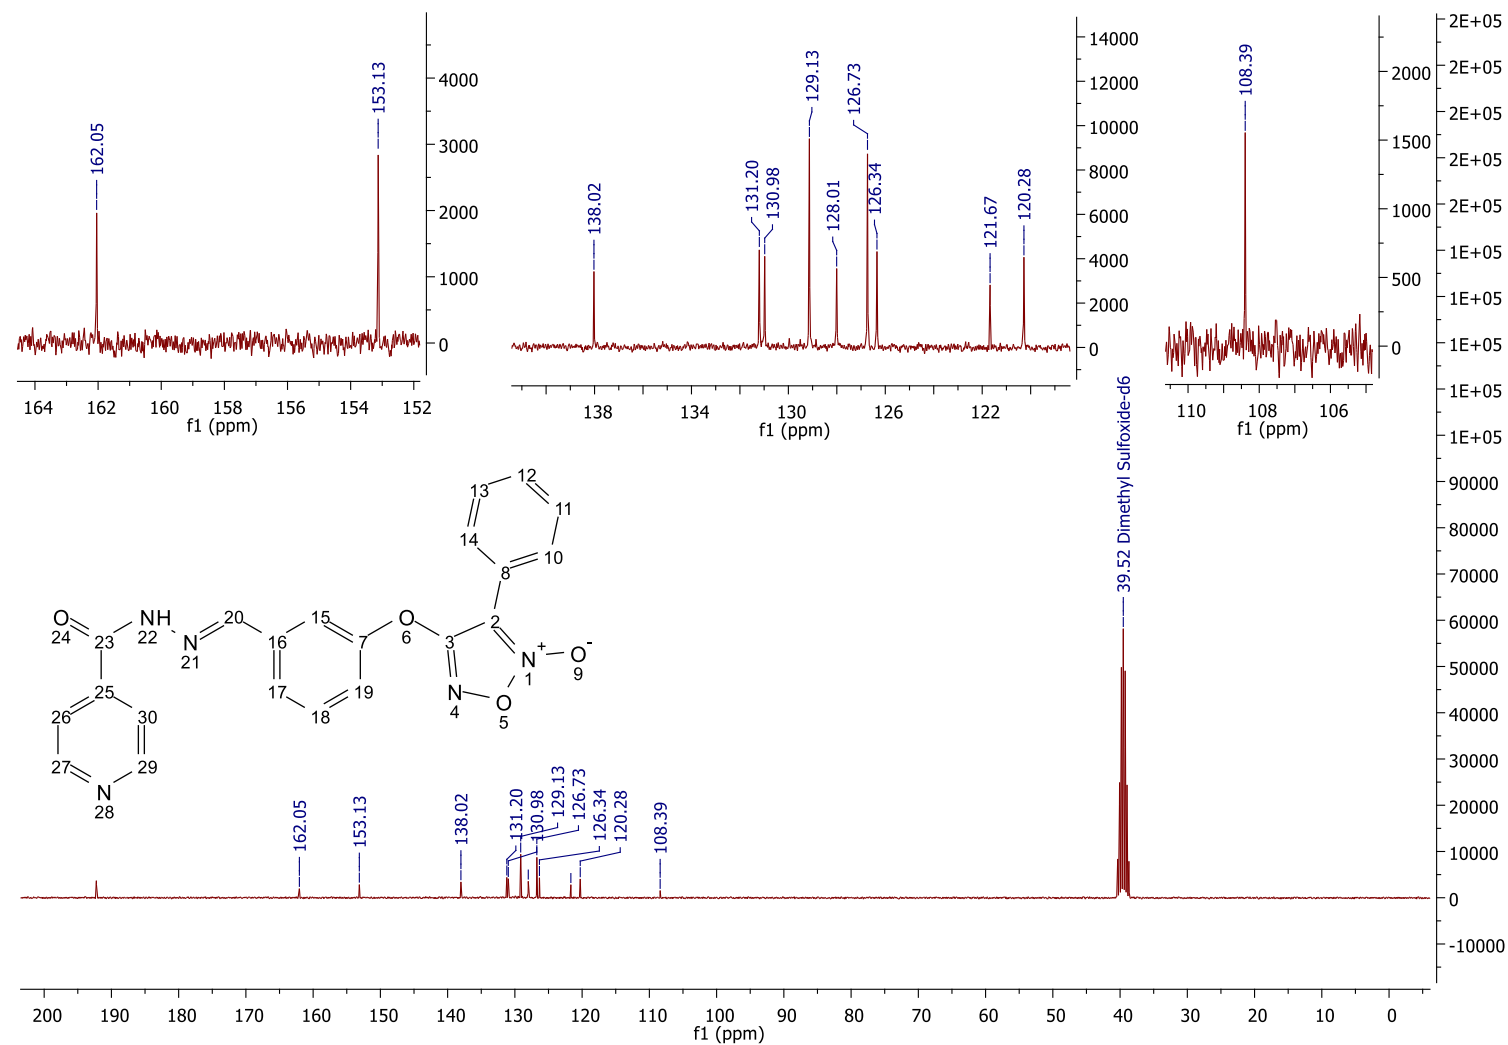 162.05
153.13
4000
3000
2000
1000
0
164 162 160 158 156 154 152
f1 (ppm)
138.02
131.20
130.98
129.13
128.01
126.73
126.34
121.67
120.28
14000
12000
10000
8000
6000
4000
2000
0
138 134 130 126 122
f1 (ppm)
108.39
2000
1500
1000
500
0
110 108 106
f1 (ppm)
2E+05
2E+05
2E+05
2E+05
2E+05
1E+05
1E+05
1E+05
1E+05
1E+05
90000
80000
70000
60000
50000
40000
30000
20000
10000
0
-10000
39.52 Dimethyl Sulfoxide-d6
12
13
11
14
10
8
O
24
23
NH
22
N
21
20
16
15
7
O
6
3
2
N
+
1
O
-
9
N
4
O
5
17
18
19
25
26
30
27
29
N
28
162.05
153.13
138.02
131.20
130.98
129.13
126.73
126.34
120.28
108.39
200 190 180 170 160 150 140 130 120 110 100 90 80 70 60 50 40 30 20 10 0
f1 (ppm)